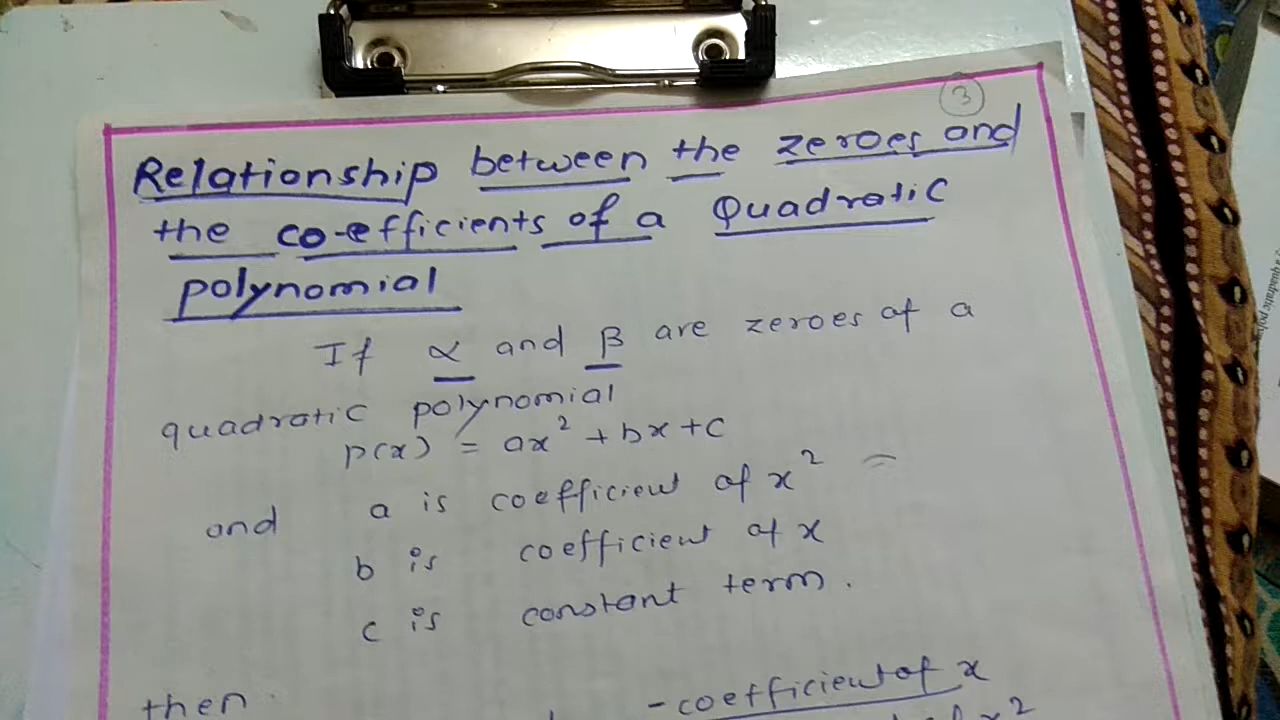 3
Relationship between the zeroes and
the co-efficients of a Quadratic
polynomial
If α and β are zeroes of a
quadratic polynomial
p(x) = ax² + bx + c
and a is coefficient of x²
b is coefficient of x
c is constant term.
then
- coefficient of x
x²